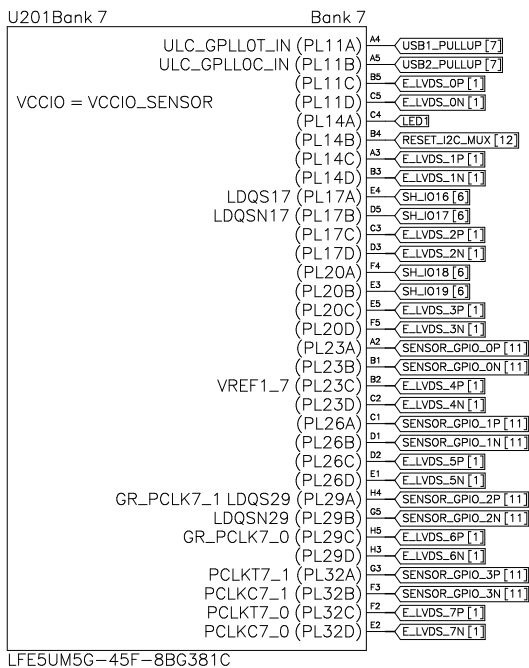 U201Bank 7 Bank 7
ULC_GPLL0T_IN (PL11A) A4 USB1_PULLUP [7]
ULC_GPLL0C_IN (PL11B) A5 USB2_PULLUP [7]
(PL11C) B5 E_LVDS_0P [1]
VCCIO = VCCIO_SENSOR (PL11D) C5 E_LVDS_0N [1]
(PL14A) C4 LED1
(PL14B) B4 RESET_I2C_MUX [12]
(PL14C) A3 E_LVDS_1P [1]
(PL14D) B3 E_LVDS_1N [1]
LDQS17 (PL17A) E4 SH_IO16 [6]
LDQSN17 (PL17B) D5 SH_IO17 [6]
(PL17C) C3 E_LVDS_2P [1]
(PL17D) D3 E_LVDS_2N [1]
(PL20A) F4 SH_IO18 [6]
(PL20B) E3 SH_IO19 [6]
(PL20C) E5 E_LVDS_3P [1]
(PL20D) F5 E_LVDS_3N [1]
(PL23A) A2 SENSOR_GPIO_0P [11]
(PL23B) B1 SENSOR_GPIO_0N [11]
VREF1_7 (PL23C) B2 E_LVDS_4P [1]
(PL23D) C2 E_LVDS_4N [1]
(PL26A) C1 SENSOR_GPIO_1P [11]
(PL26B) D1 SENSOR_GPIO_1N [11]
(PL26C) D2 E_LVDS_5P [1]
(PL26D) E1 E_LVDS_5N [1]
GR_PCLK7_1 LDQS29 (PL29A) H4 SENSOR_GPIO_2P [11]
LDQSN29 (PL29B) G5 SENSOR_GPIO_2N [11]
GR_PCLK7_0 (PL29C) H5 E_LVDS_6P [1]
(PL29D) H3 E_LVDS_6N [1]
PCLKT7_1 (PL32A) G3 SENSOR_GPIO_3P [11]
PCLKC7_1 (PL32B) F3 SENSOR_GPIO_3N [11]
PCLKT7_0 (PL32C) F2 E_LVDS_7P [1]
PCLKC7_0 (PL32D) E2 E_LVDS_7N [1]
LFE5UM5G-45F-8BG381C